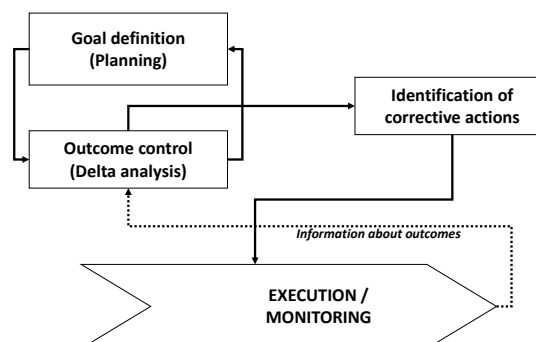 Goal definition
(Planning)
Identification of
corrective actions
Outcome control
(Delta analysis)
Information about outcomes
EXECUTION /
MONITORING